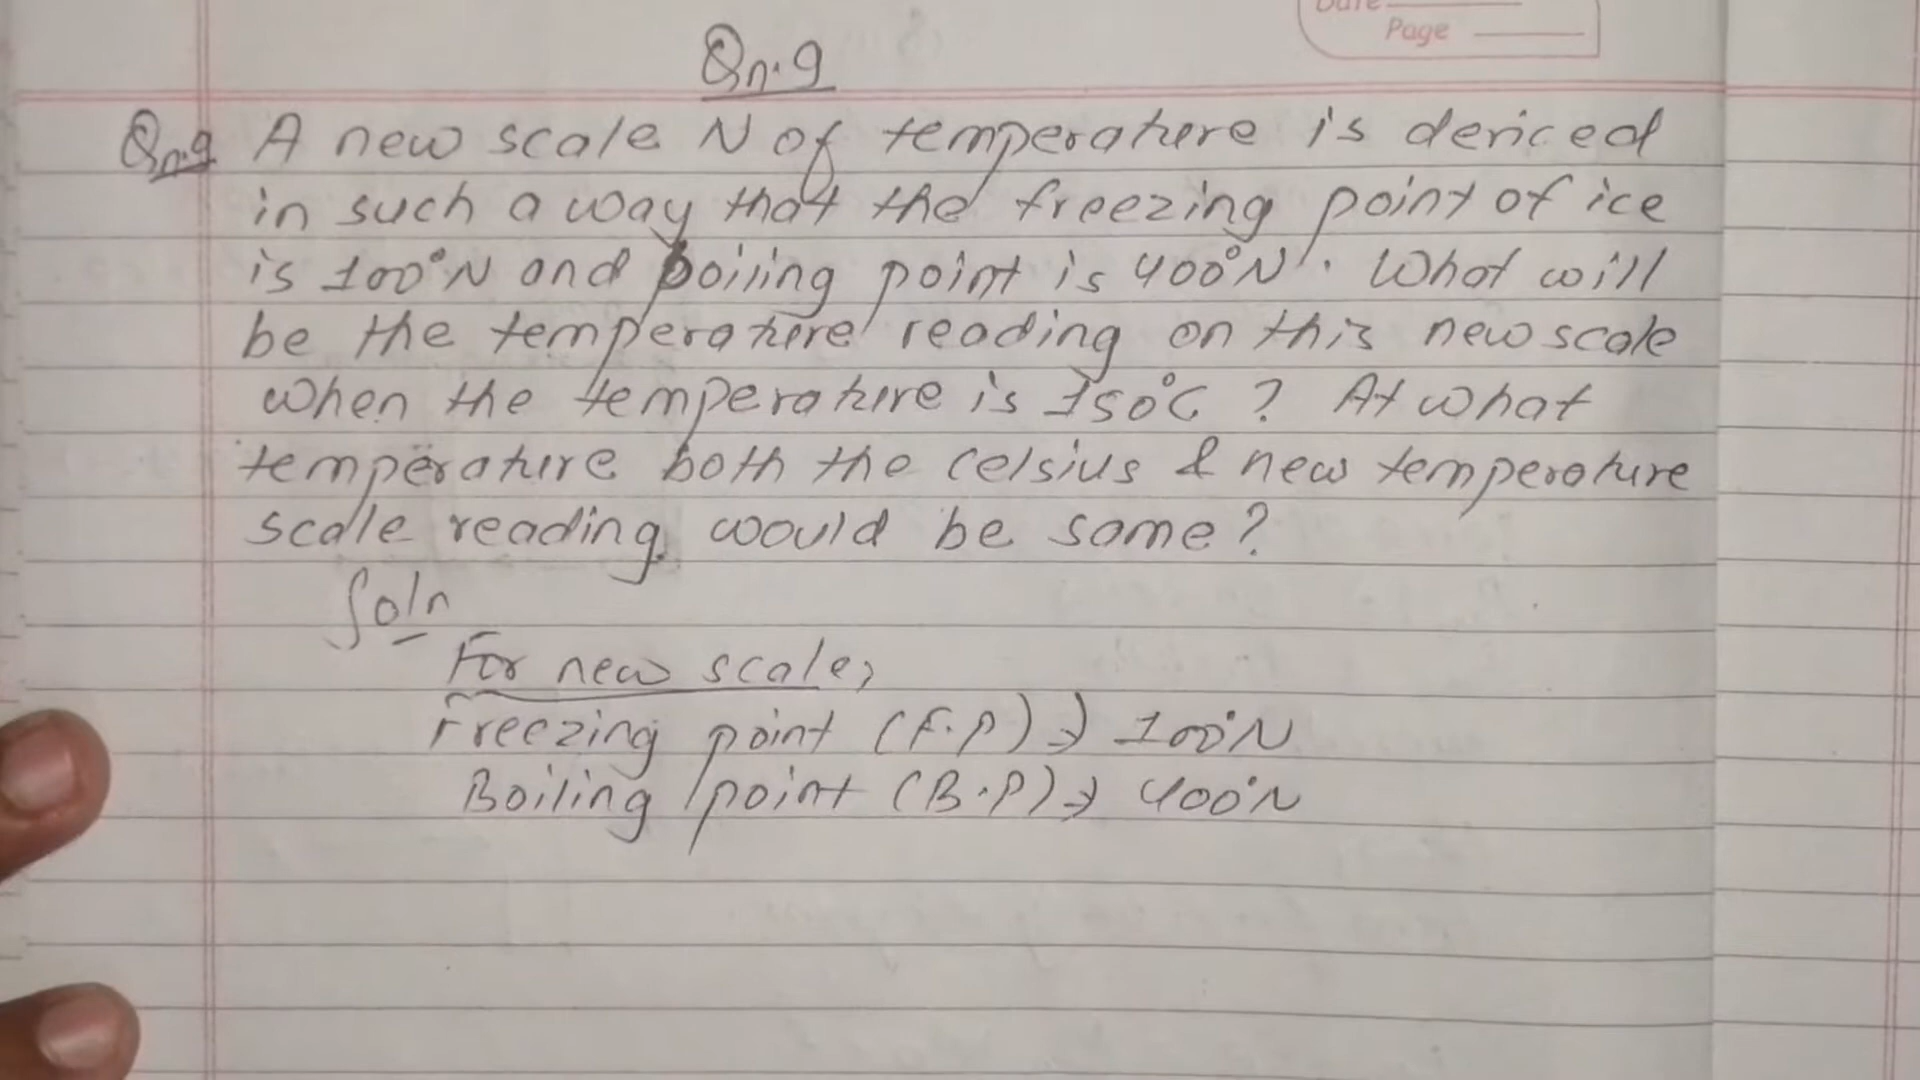 Date
Page
Qn.9
Qn.9 A new scale N of temperature is deviced
in such a way that the freezing point of ice
is 100°N and boiling point is 400°N. What will
be the temperature reading on this new scale
when the temperature is 150°C ? At what
temperature both the celsius & new temperature
scale reading would be same?
Soln
For new scale,
Freezing point (F.P) → 100°N
Boiling point (B.P) → 400°N